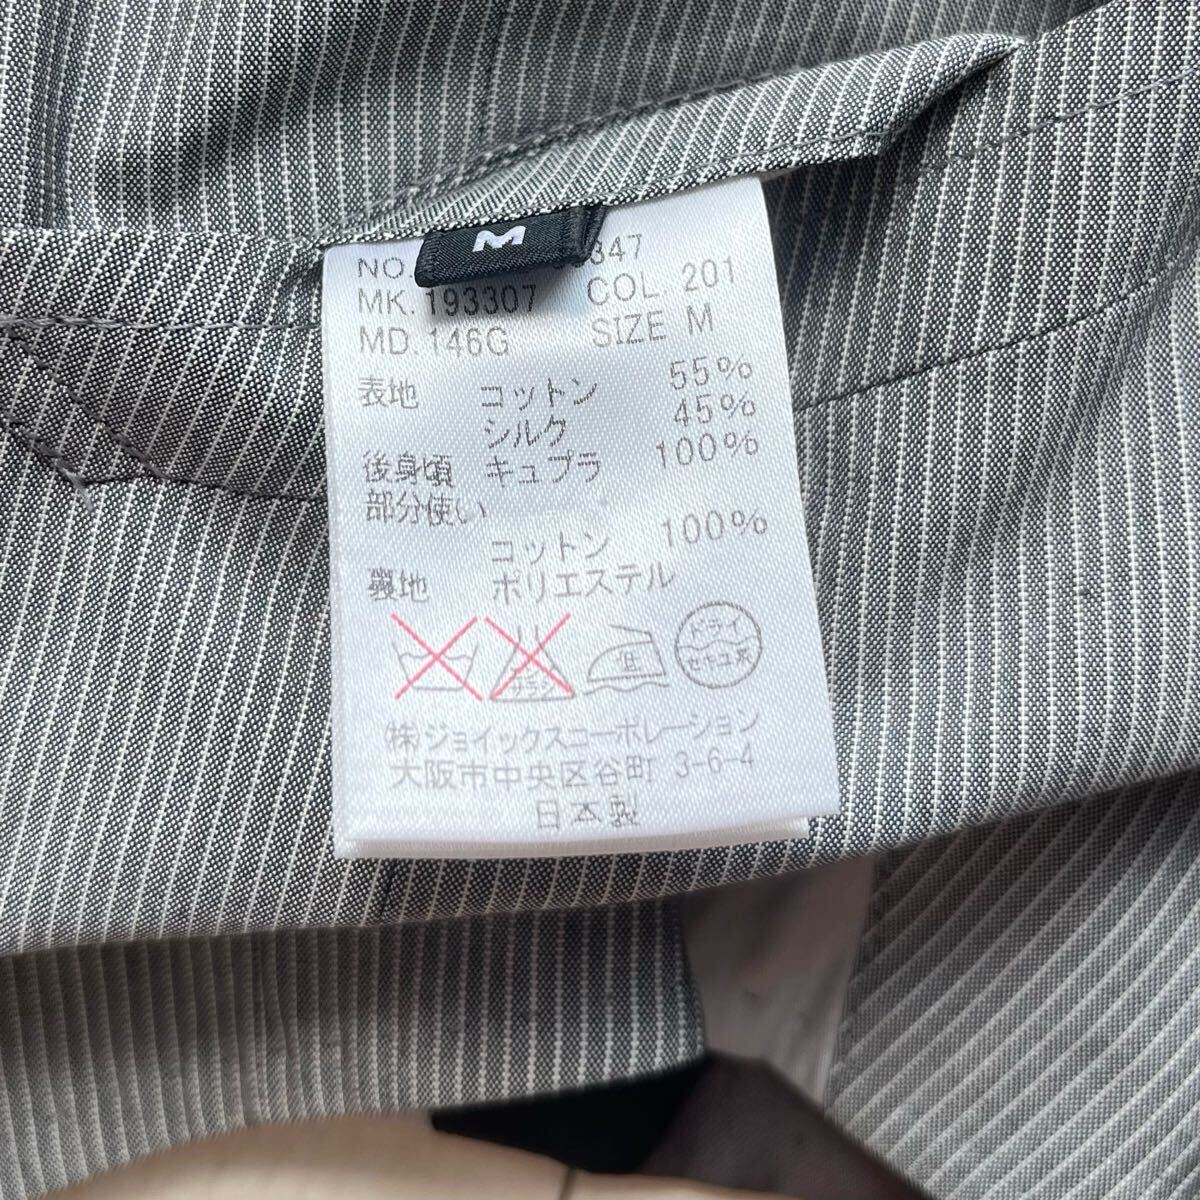 M
NO. 347
MK. 193307 COL. 201
MD. 146G SIZE M
表地 コットン 55%
シルク 45%
後身頃 キュプラ 100%
部分使い
コットン 100%
裏地 ポリエステル
サラシ 低 ドライ
セキユ系
㈱ジョイックスコーポレーション
大阪市中央区谷町 3-6-4
日本製